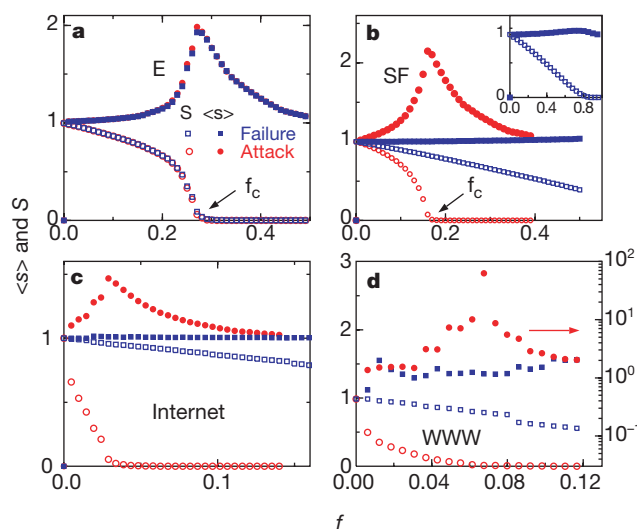 a
E
S <s>
Failure
Attack
f_c
2
1
0
0.0 0.2 0.4
b
SF
f_c
2
1
0
0.0 0.2 0.4
1
0
0.0 0.4 0.8
<s> and S
c
Internet
1
0
0.0 0.1
d
WWW
3
2
1
0
0.00 0.04 0.08 0.12
10^2
10^1
10^0
10^-1
f